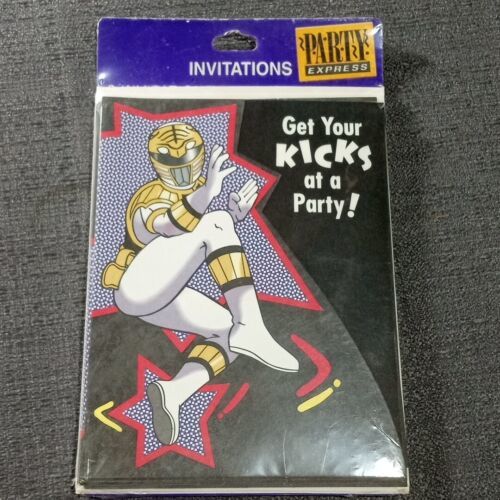 PARTY
EXPRESS
INVITATIONS
Get Your
KICKS
at a
Party!